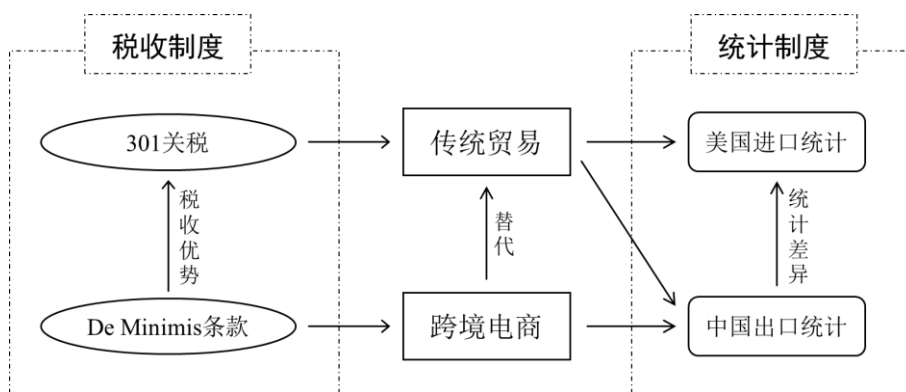 税收制度
统计制度
301关税
传统贸易
美国进口统计
税收优势
替代
统计差异
De Minimis条款
跨境电商
中国出口统计